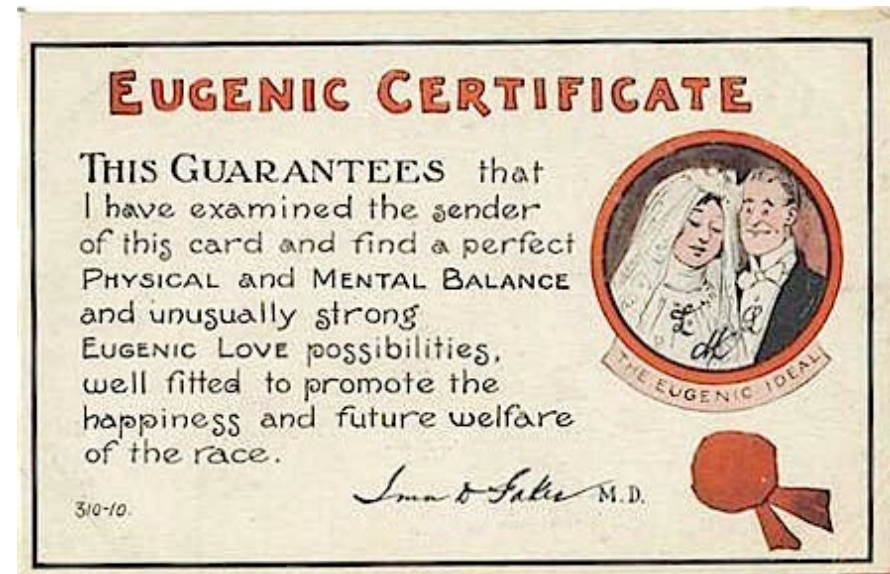 EUGENIC CERTIFICATE
THIS GUARANTEES that
I have examined the sender
of this card and find a perfect
PHYSICAL and MENTAL BALANCE
and unusually strong
EUGENIC LOVE possibilities,
well fitted to promote the
happiness and future welfare
of the race.
THE EUGENIC IDEAL
M.D.
310-10.